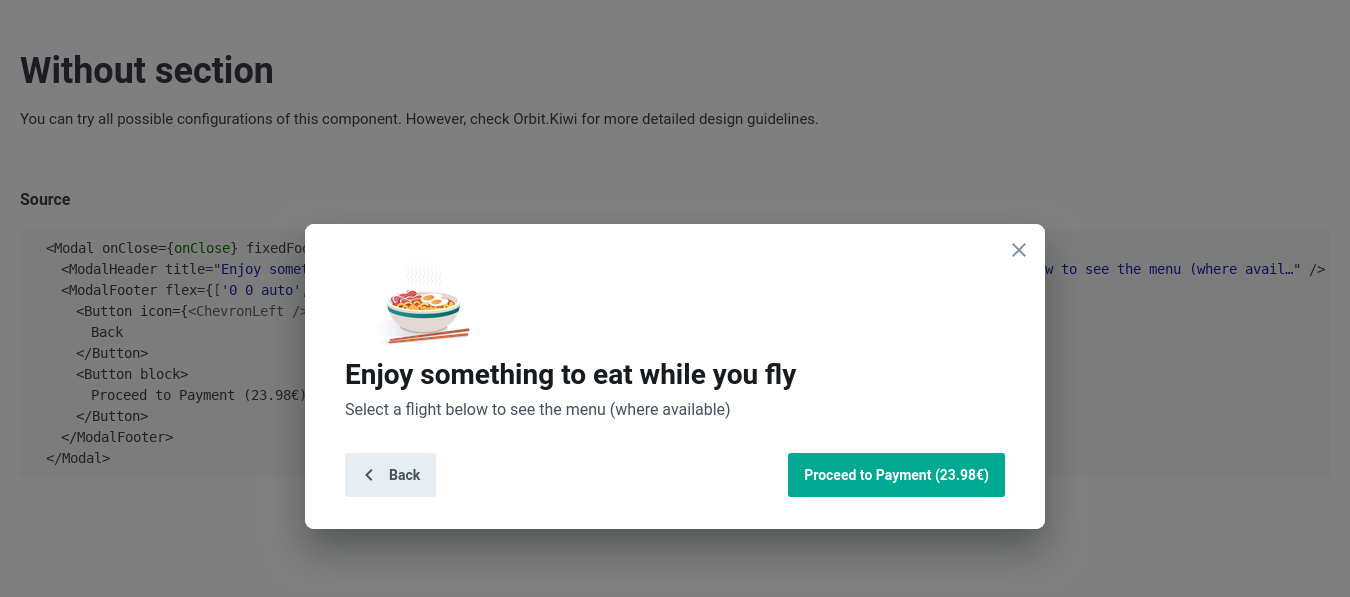 Without section
You can try all possible configurations of this component. However, check Orbit.Kiwi for more detailed design guidelines.
Source
<Modal onClose={onClose} fixedFoo
<ModalHeader title="Enjoy somet
w to see the menu (where avail…" />
<ModalFooter flex={['0 0 auto',
<Button icon={<ChevronLeft />
Back
</Button>
<Button block>
Proceed to Payment (23.98€)
</Button>
</ModalFooter>
</Modal>
Enjoy something to eat while you fly
Select a flight below to see the menu (where available)
Back
Proceed to Payment (23.98€)